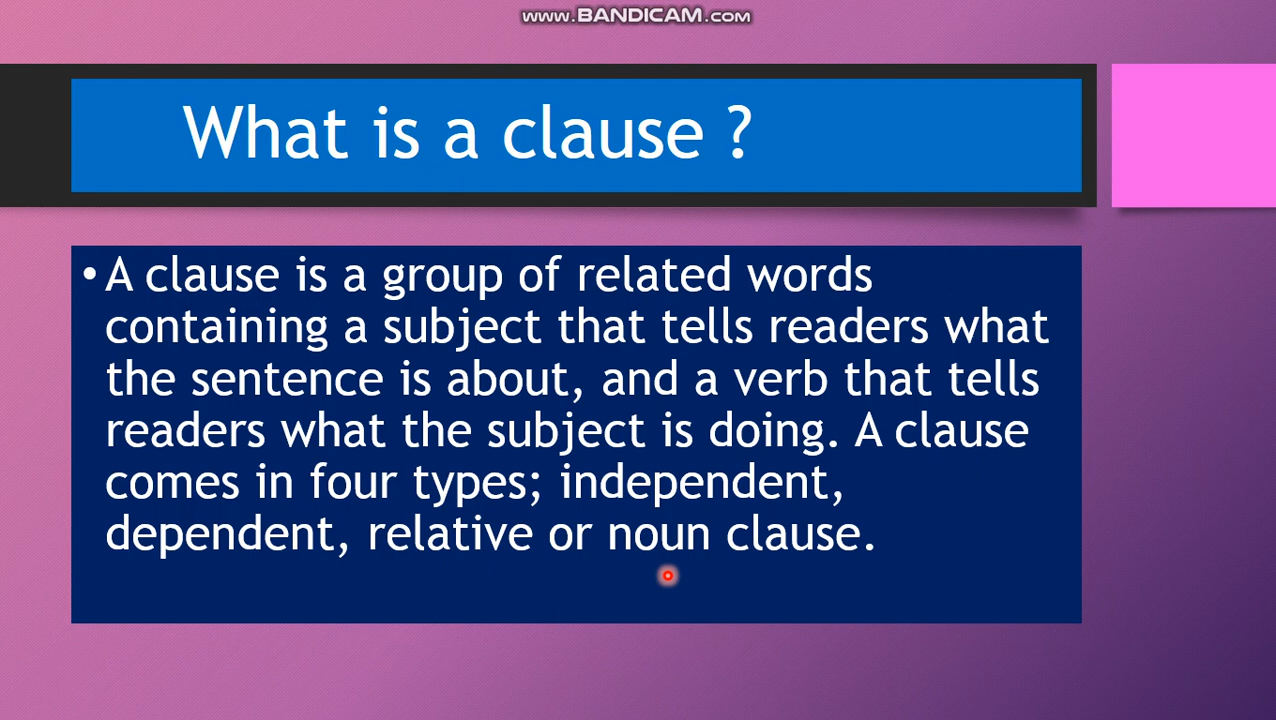 www.BANDICAM.com
What is a clause ?
• A clause is a group of related words
containing a subject that tells readers what
the sentence is about, and a verb that tells
readers what the subject is doing. A clause
comes in four types; independent,
dependent, relative or noun clause.